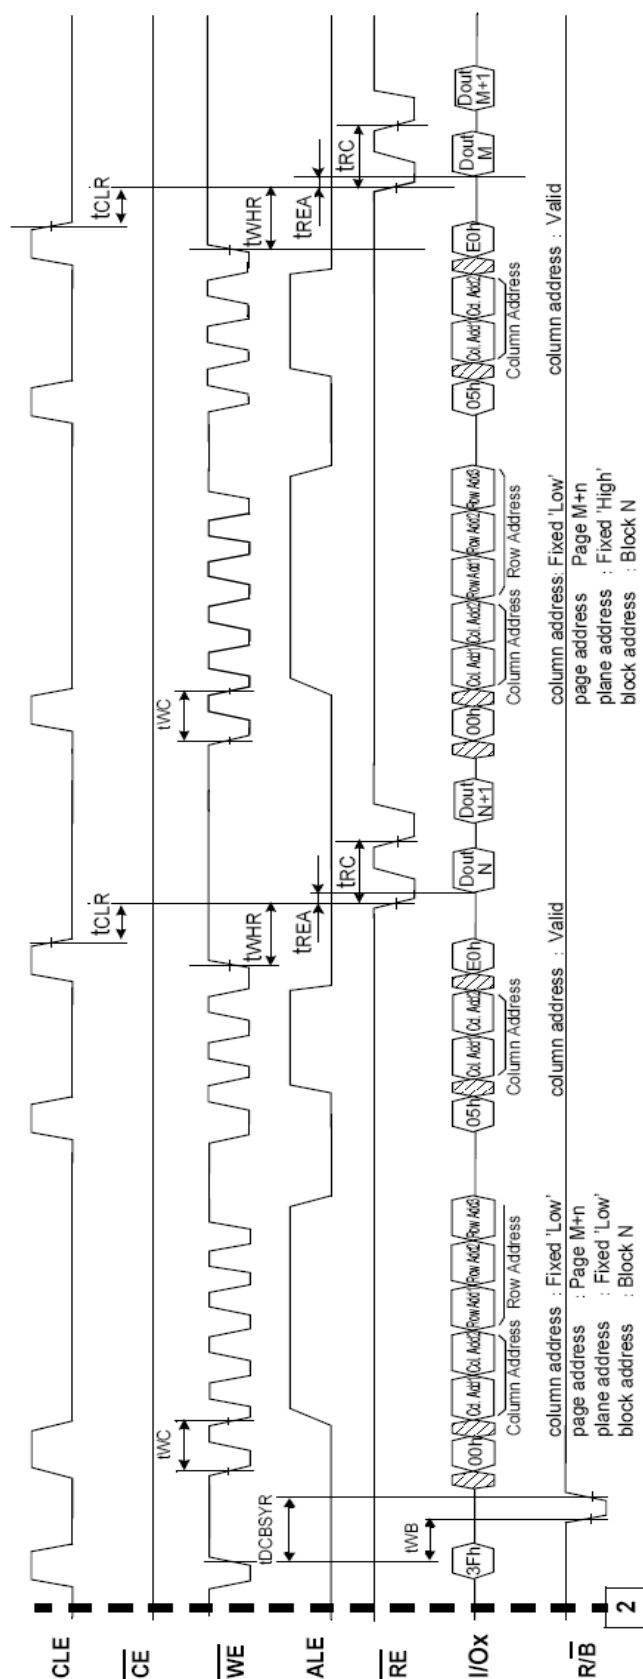 CLE
tCLR
tCLR
CE
WE
tDCBSYR
tWC
tWHR
tWC
tWHR
ALE
tREA
tREA
RE
tRC
tRC
I/Ox
3Fh
00h
Col. Add1
Col. Add2
Row Add1
Row Add2
Row Add3
05h
Col. Add1
Col. Add2
E0h
Dout N
Dout N+1
00h
Col. Add1
Col. Add2
Row Add1
Row Add2
Row Add3
05h
Col. Add1
Col. Add2
E0h
Dout M
Dout M+1
tWB
Column Address
Row Address
Column Address
Column Address
Row Address
Column Address
R/B
column address : Fixed 'Low'
page address : Page M+n
plane address : Fixed 'Low'
block address : Block N
column address : Valid
column address: Fixed 'Low'
page address : Page M+n
plane address : Fixed 'High'
block address : Block N
column address : Valid
2